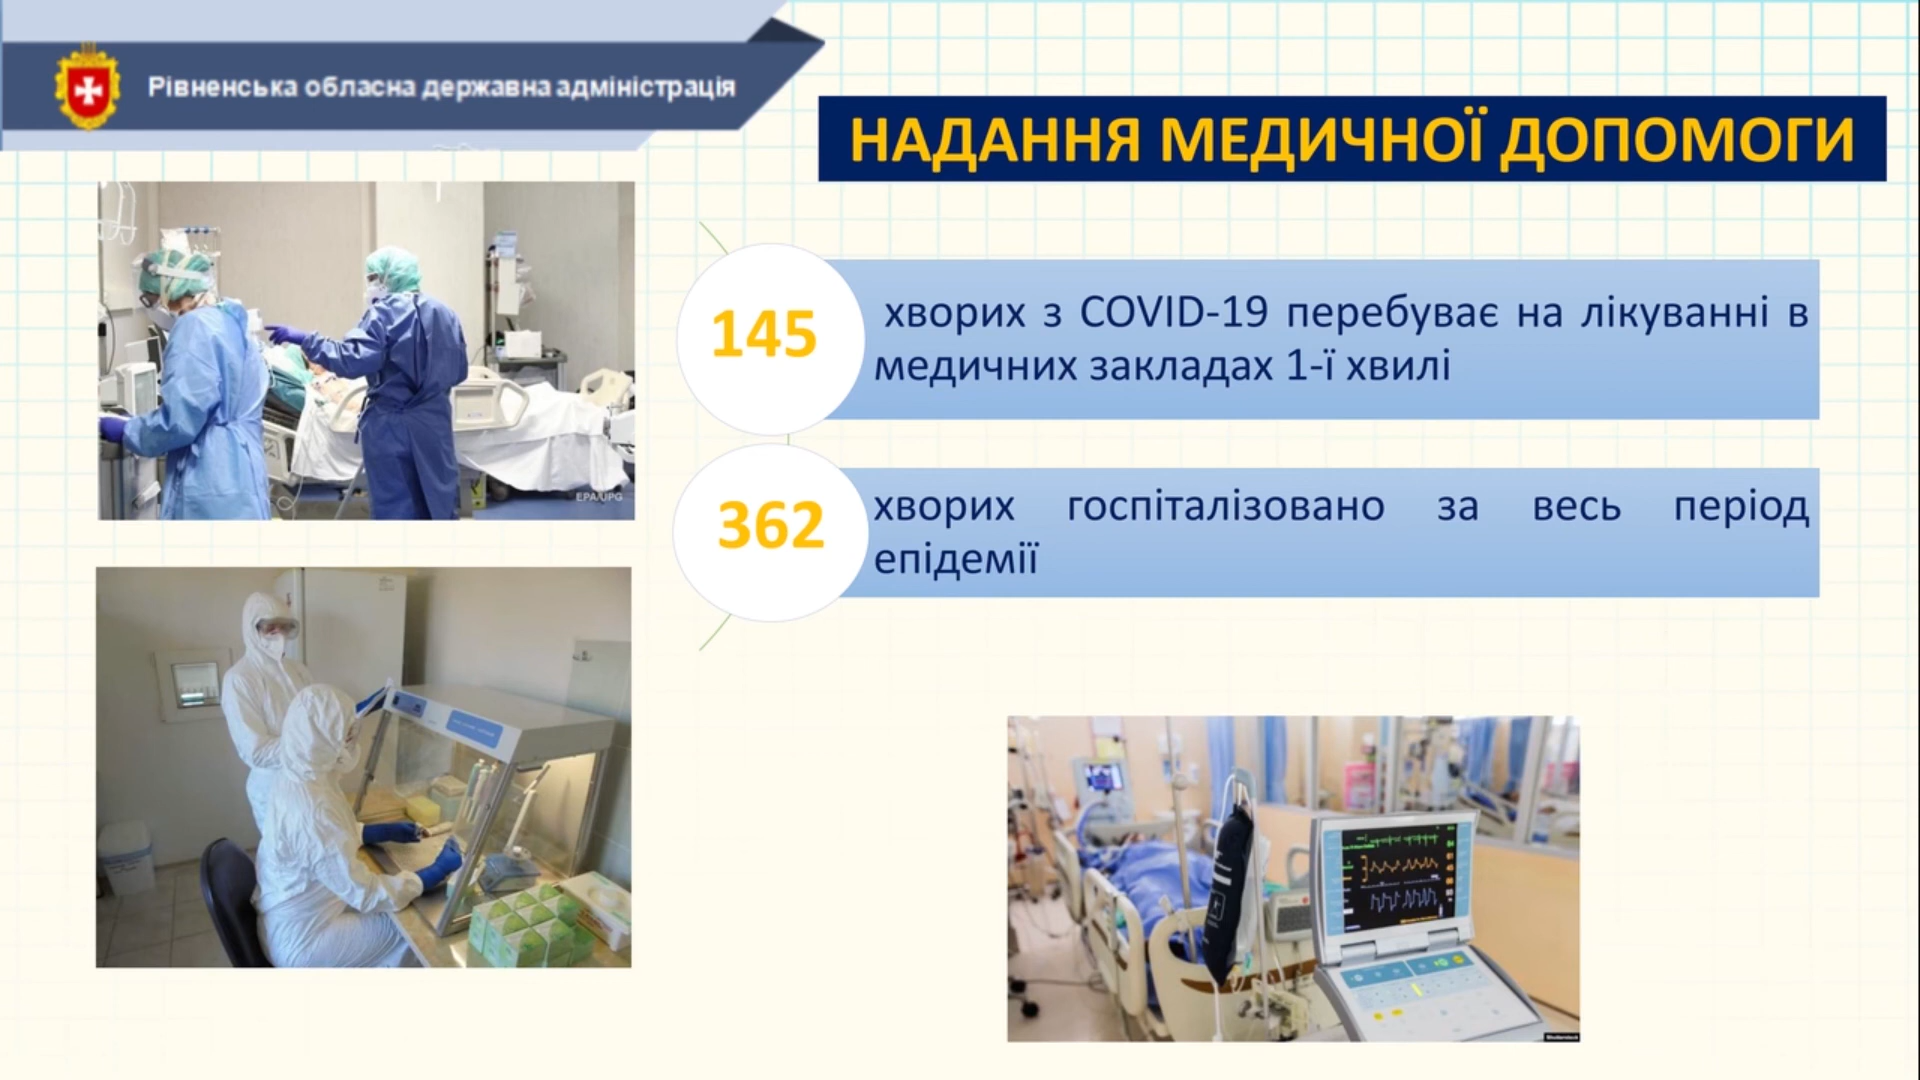 Рівненська обласна державна адміністрація
НАДАННЯ МЕДИЧНОЇ ДОПОМОГИ
145
хворих з COVID-19 перебуває на лікуванні в
медичних закладах 1-ї хвилі
362
хворих госпіталізовано за весь період
епідемії
EPA/UPG
Shutterstock